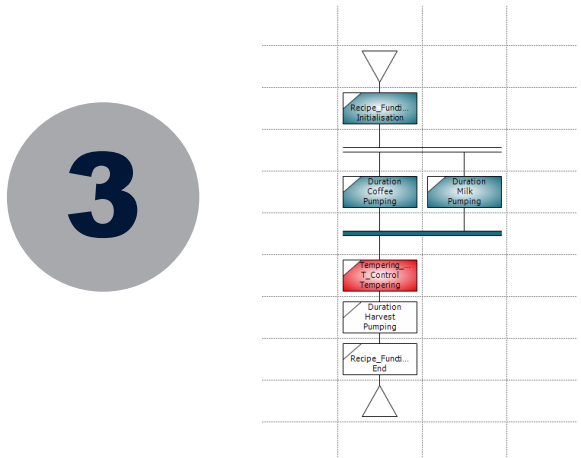 3
Recipe_Functi...
Initialisation
Duration
Coffee
Pumping
Duration
Milk
Pumping
Tempering_...
T_Control
Tempering
Duration
Harvest
Pumping
Recipe_Functi...
End